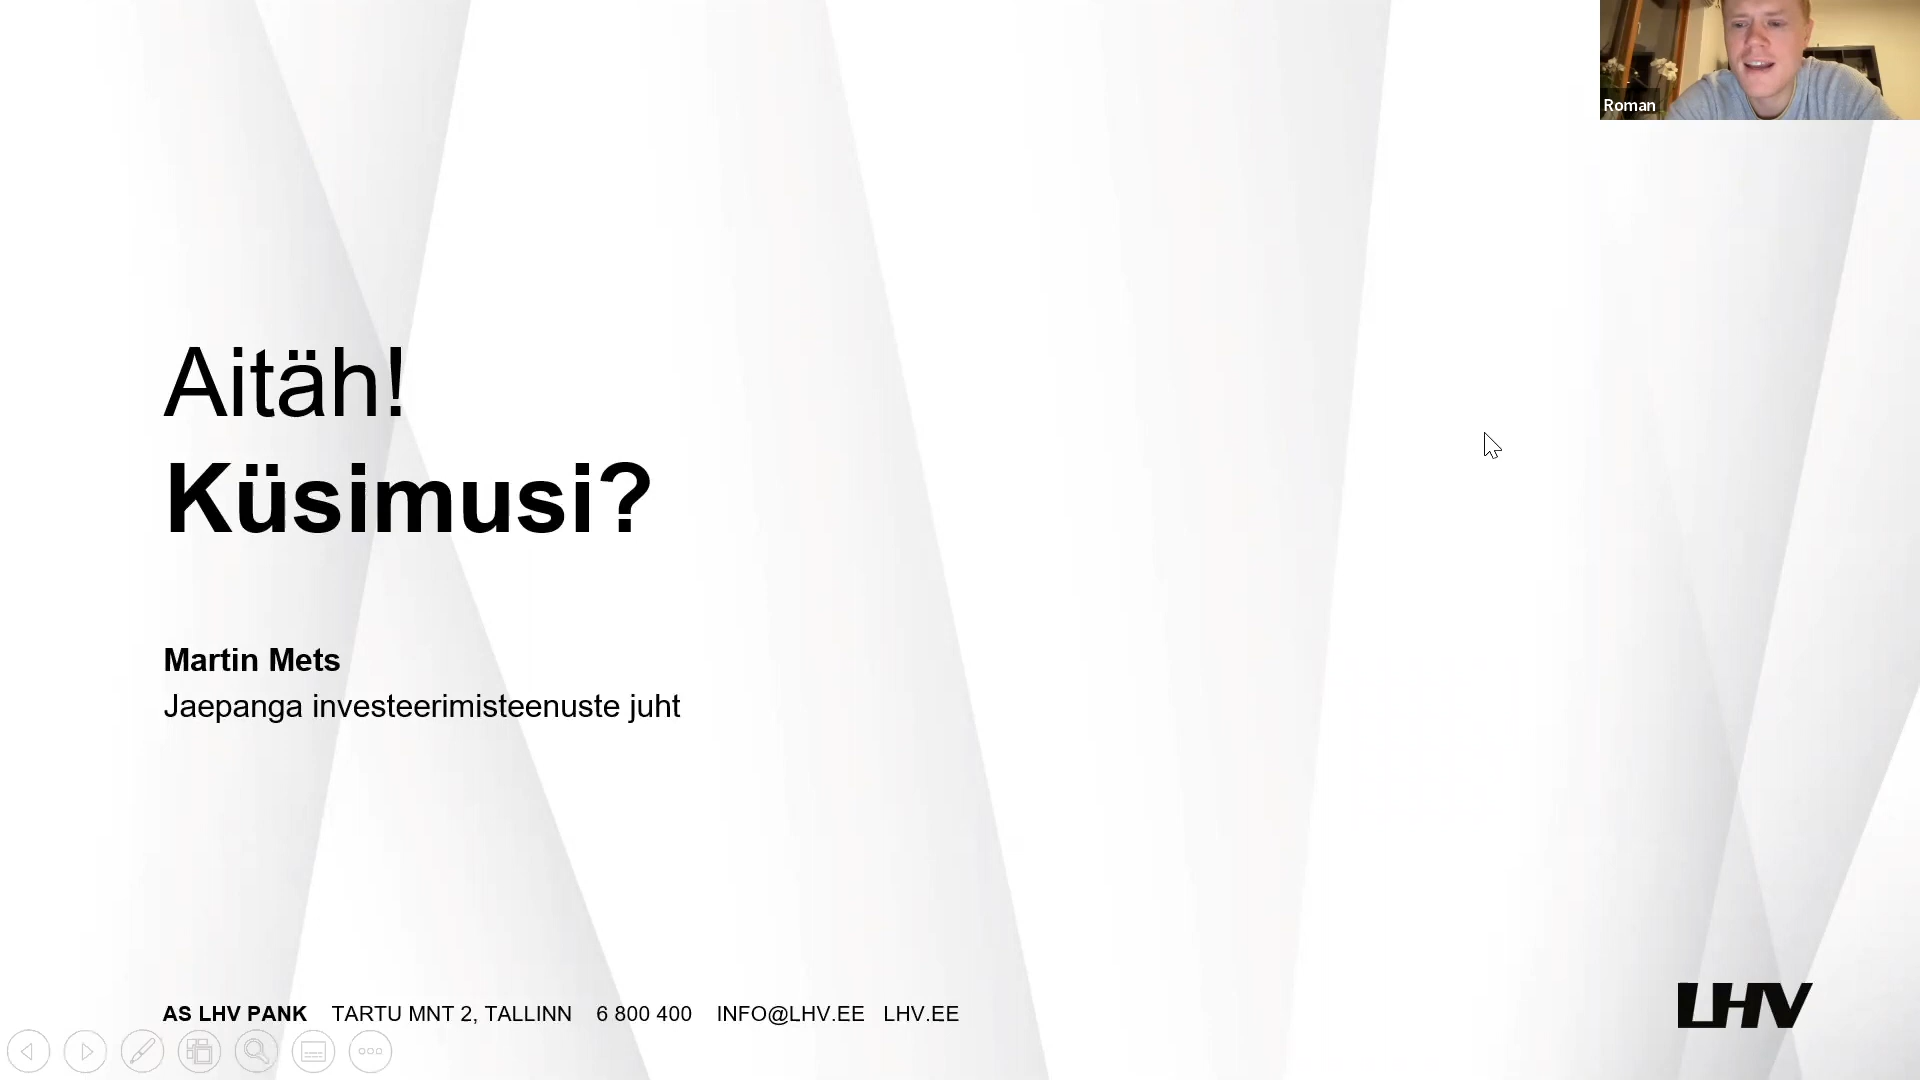 Roman
Aitäh!
Küsimusi?
Martin Mets
Jaepanga investeerimisteenuste juht
AS LHV PANK TARTU MNT 2, TALLINN 6 800 400 INFO@LHV.EE LHV.EE
LHV